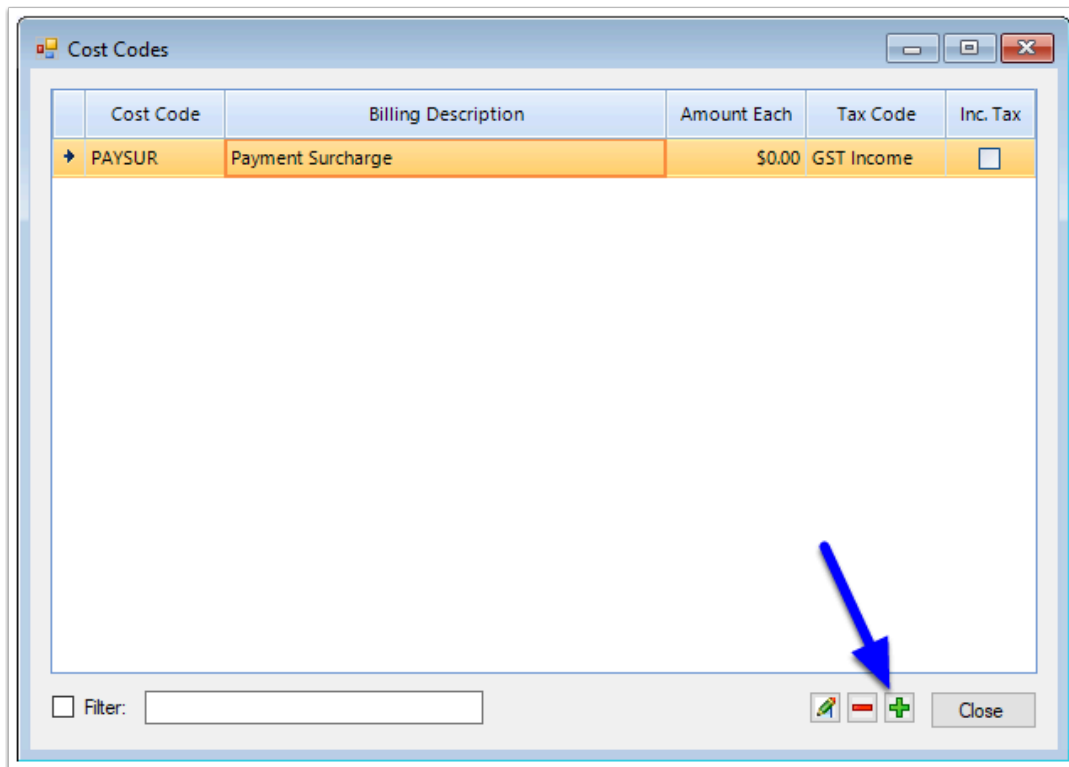 Cost Codes
Cost Code Billing Description Amount Each Tax Code Inc. Tax
PAYSUR Payment Surcharge $0.00 GST Income
Filter: Close